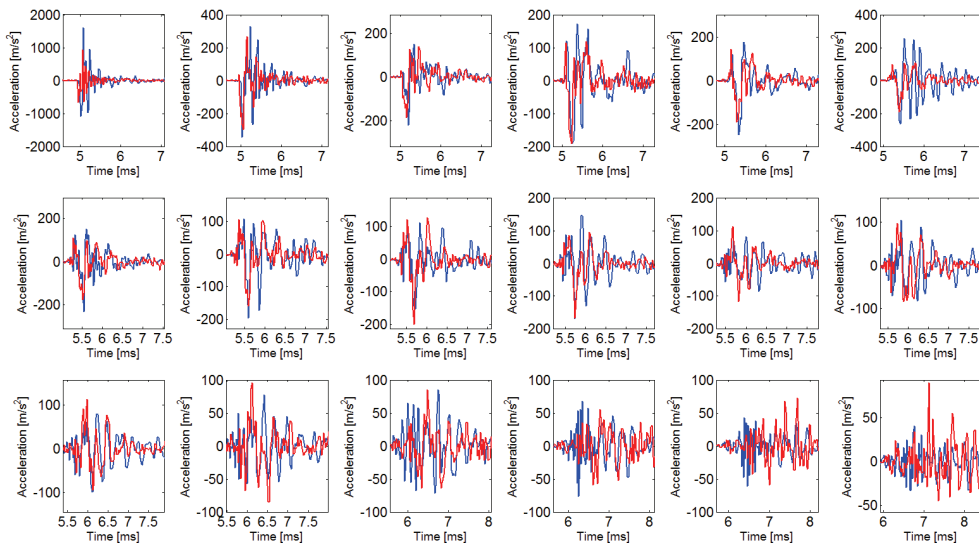 Acceleration [m/s²] 2000 1000 0 -1000 -2000 5 6 7 Time [ms]
Acceleration [m/s²] 400 200 0 -200 -400 5 6 7 Time [ms]
Acceleration [m/s²] 200 0 -200 5 6 7 Time [ms]
Acceleration [m/s²] 200 100 0 -100 -200 5 6 7 Time [ms]
Acceleration [m/s²] 300 0 -300 5 6 7 Time [ms]
Acceleration [m/s²] 400 200 0 -200 -400 5 6 7 Time [ms]
Acceleration [m/s²] 200 0 -200 5.5 6 6.5 7 7.5 Time [ms]
Acceleration [m/s²] 100 0 -100 -200 5.5 6 6.5 7 7.5 Time [ms]
Acceleration [m/s²] 100 0 -100 -200 5.5 6 6.5 7 7.5 Time [ms]
Acceleration [m/s²] 200 100 0 -100 -200 5.5 6 6.5 7 7.5 Time [ms]
Acceleration [m/s²] 200 100 0 -100 -200 5.5 6 6.5 7 7.5 Time [ms]
Acceleration [m/s²] 100 0 -100 5.5 6 6.5 7 7.5 Time [ms]
Acceleration [m/s²] 100 0 -100 5.5 6 6.5 7 7.5 Time [ms]
Acceleration [m/s²] 100 50 0 -50 -100 5.5 6 6.5 7 7.5 Time [ms]
Acceleration [m/s²] 100 50 0 -50 -100 6 7 8 Time [ms]
Acceleration [m/s²] 100 50 0 -50 -100 6 7 8 Time [ms]
Acceleration [m/s²] 100 50 0 -50 -100 6 7 8 Time [ms]
Acceleration [m/s²] 50 0 -50 6 7 8 Time [ms]